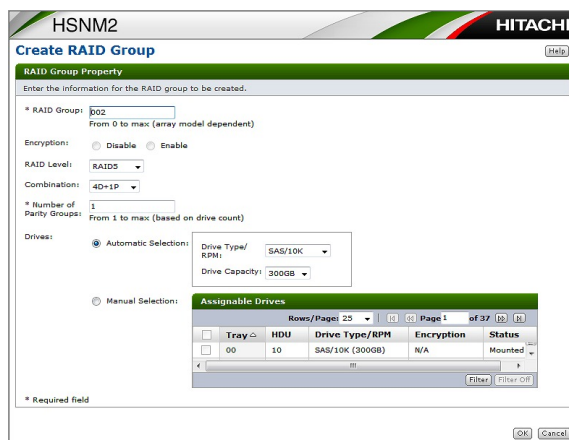 HSNM2
HITACHI
Create RAID Group
Help
RAID Group Property
Enter the information for the RAID group to be created.
* RAID Group: 002
From 0 to max (array model dependent)
Encryption: Disable Enable
RAID Level: RAID5
Combination: 4D+1P
* Number of Parity Groups: 1
From 1 to max (based on drive count)
Drives: Automatic Selection:
Drive Type/RPM: SAS/10K
Drive Capacity: 300GB
Manual Selection:
Assignable Drives
Rows/Page: 25 Page 1 of 37
Tray HDU Drive Type/RPM Encryption Status
00 10 SAS/10K (300GB) N/A Mounted
Filter Filter Off
* Required field
OK Cancel